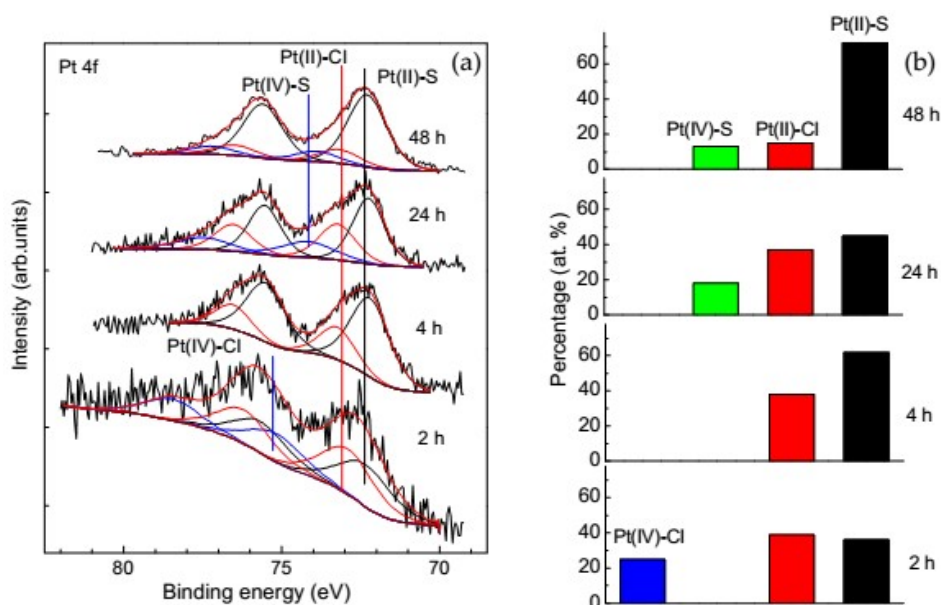 Pt 4f
Pt(II)-Cl
(a)
Pt(IV)-S
Pt(II)-S
48 h
24 h
4 h
Pt(IV)-Cl
2 h
Intensity (arb.units)
80 75 70
Binding energy (eV)
Pt(II)-S
(b)
60
40
20
0
Pt(IV)-S
Pt(II)-Cl
48 h
60
40
20
0
24 h
60
40
20
0
4 h
60
40
20
0
Pt(IV)-Cl
2 h
Percentage (at. %)